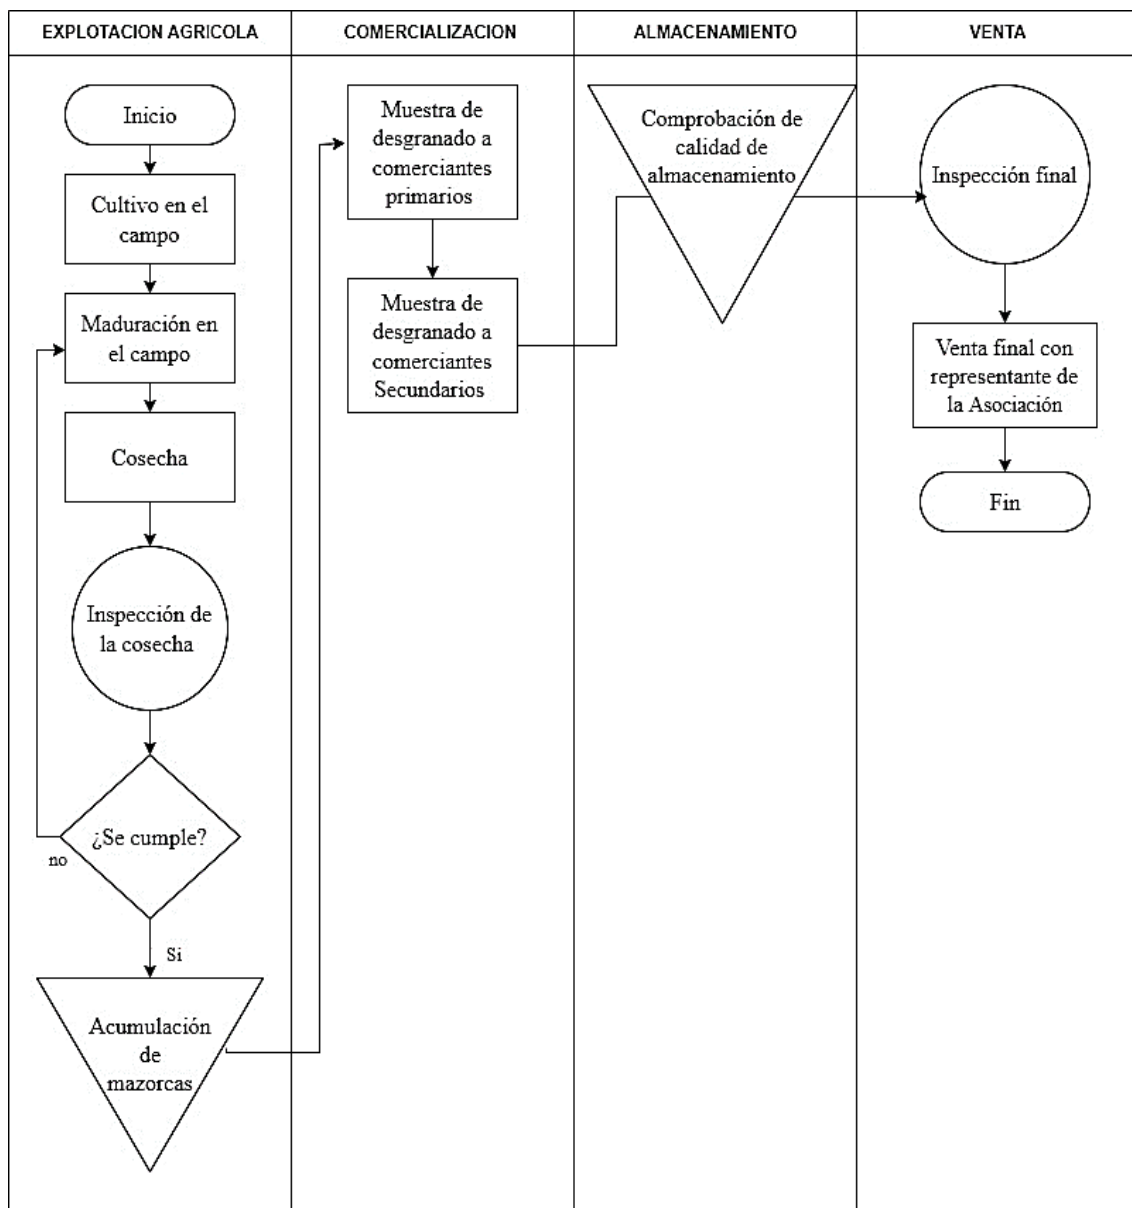 EXPLOTACION AGRICOLA
COMERCIALIZACION
ALMACENAMIENTO
VENTA
Inicio
Cultivo en el
campo
Maduración en
el campo
Cosecha
Inspección de
la cosecha
¿Se cumple?
no
Si
Acumulación
de
mazorcas
Muestra de
desgranado a
comerciantes
primarios
Muestra de
desgranado a
comerciantes
Secundarios
Comprobación de
calidad de
almacenamiento
Inspección final
Venta final con
representante de
la Asociación
Fin